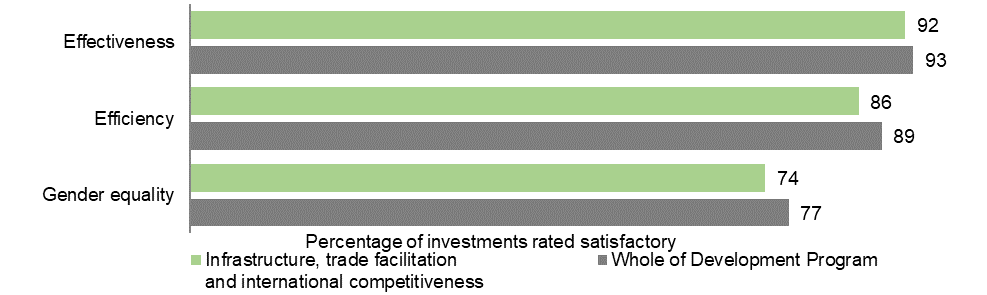 Effectiveness
92
93
Efficiency
86
89
Gender equality
74
77
Percentage of investments rated satisfactory
Infrastructure, trade facilitation
and international competitiveness
Whole of Development Program